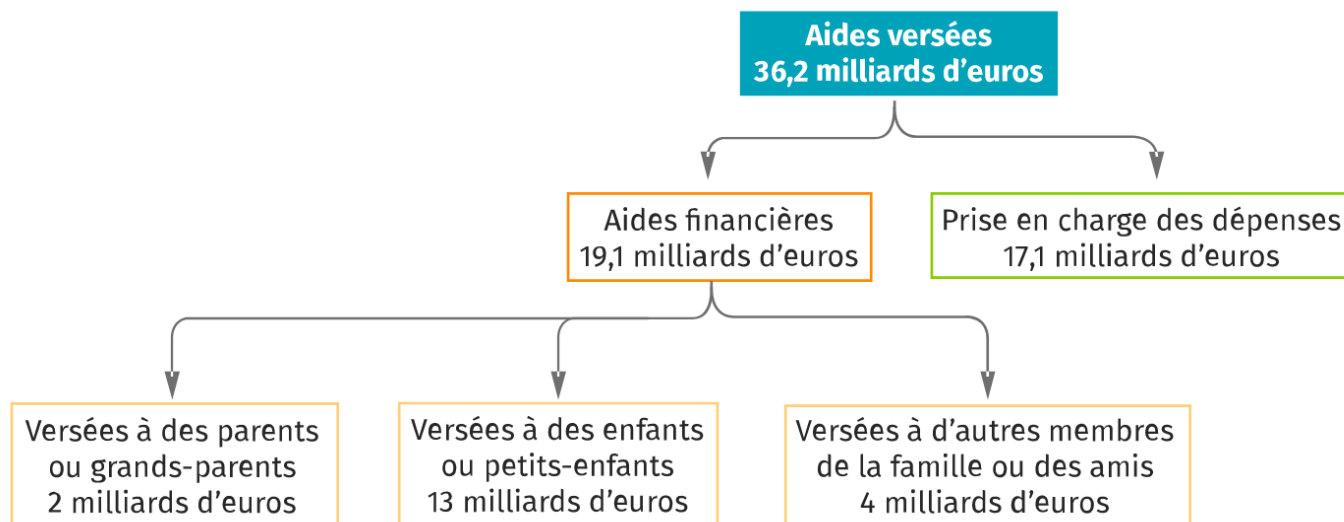 Aides versées
36,2 milliards d’euros
Aides financières
19,1 milliards d’euros
Prise en charge des dépenses
17,1 milliards d’euros
Versées à des parents
ou grands-parents
2 milliards d’euros
Versées à des enfants
ou petits-enfants
13 milliards d’euros
Versées à d’autres membres
de la famille ou des amis
4 milliards d’euros